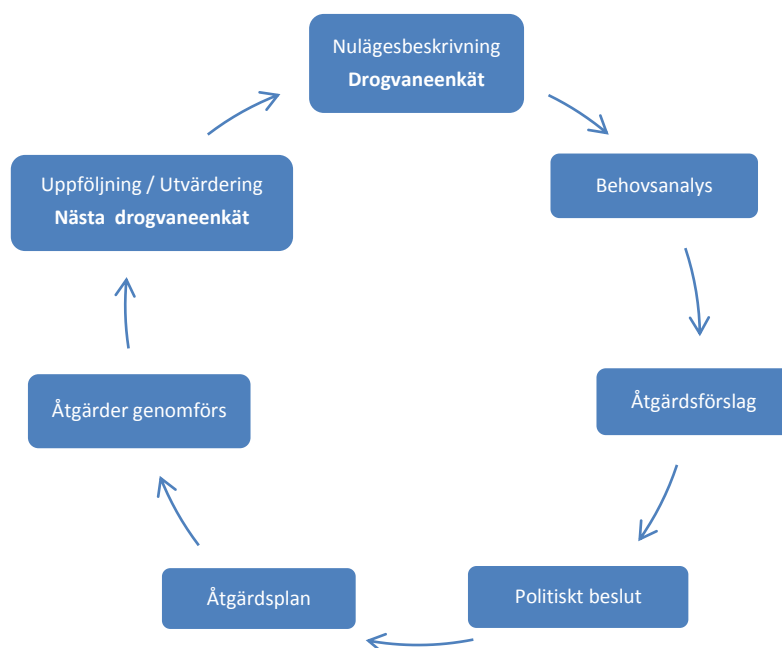 Nulägesbeskrivning
Drogvaneenkät
Behovsanalys
Åtgärdsförslag
Politiskt beslut
Åtgärdsplan
Åtgärder genomförs
Uppföljning / Utvärdering
Nästa drogvaneenkät